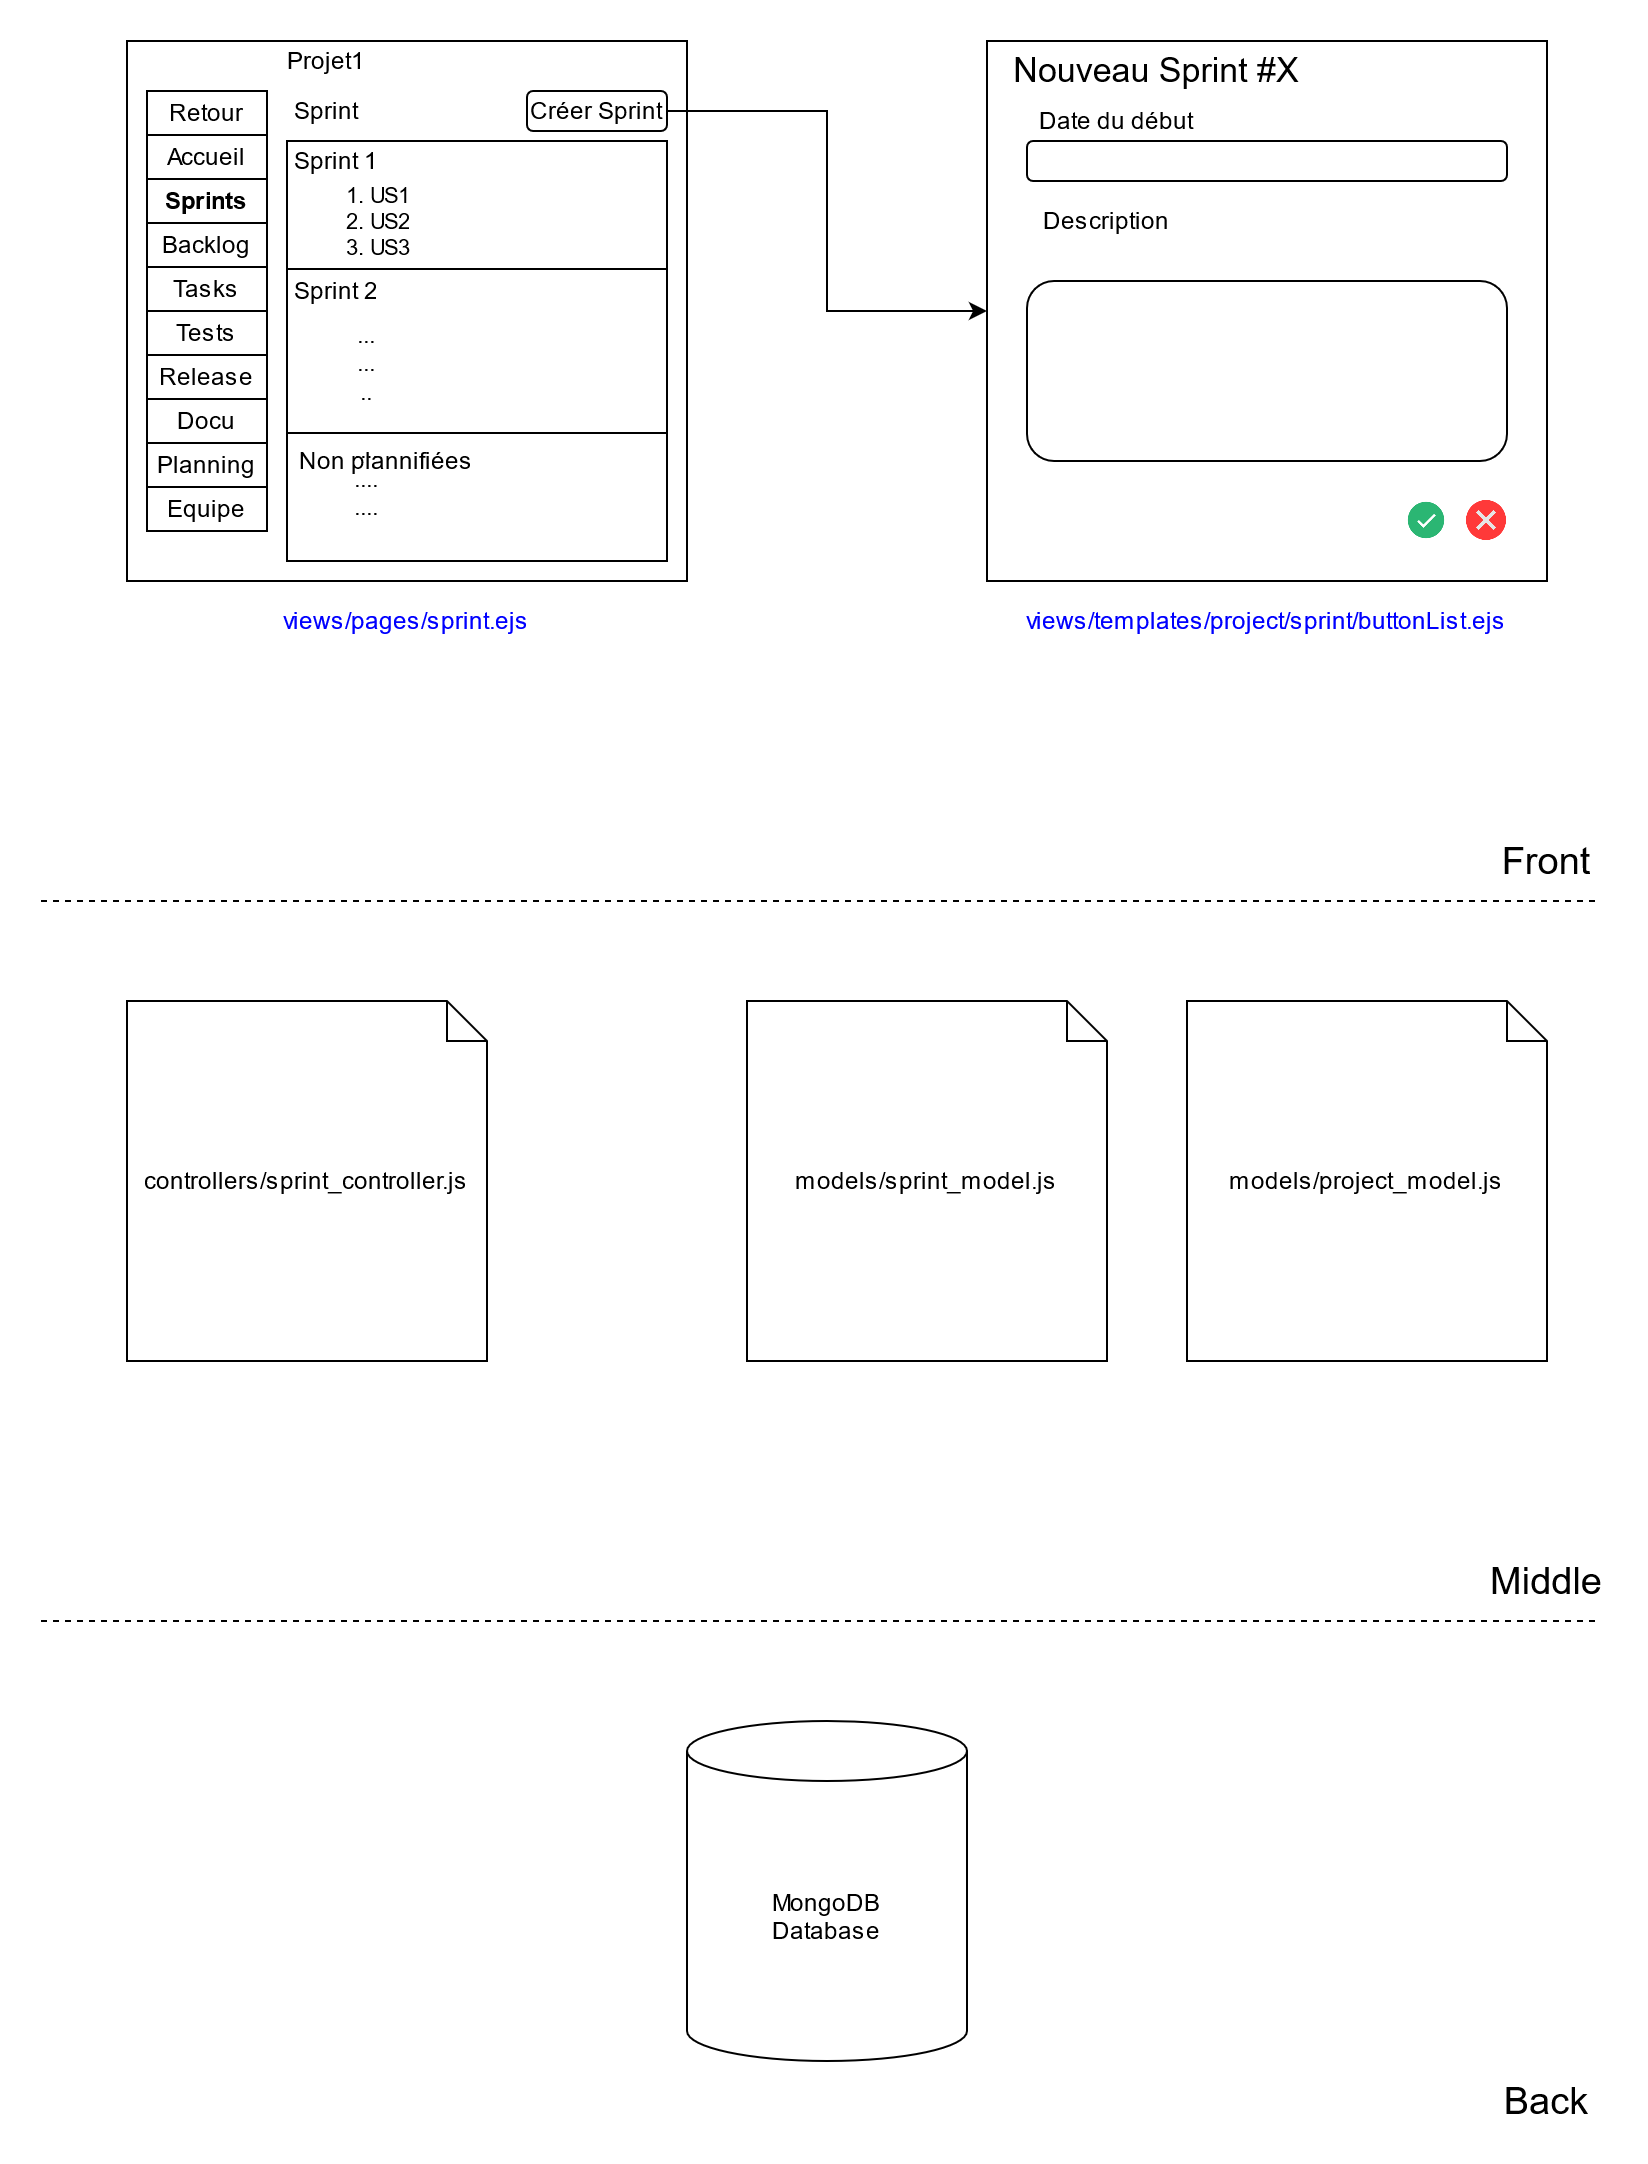 Projet1
Retour
Accueil
Sprints
Backlog
Tasks
Tests
Release
Docu
Planning
Equipe
Sprint
Créer Sprint
Sprint 1
1. US1
2. US2
3. US3
Sprint 2
...
...
..
Non plannifiées
....
....
views/pages/sprint.ejs
Nouveau Sprint #X
Date du début
Description
views/templates/project/sprint/buttonList.ejs
Front
controllers/sprint_controller.js
models/sprint_model.js
models/project_model.js
Middle
MongoDB
Database
Back